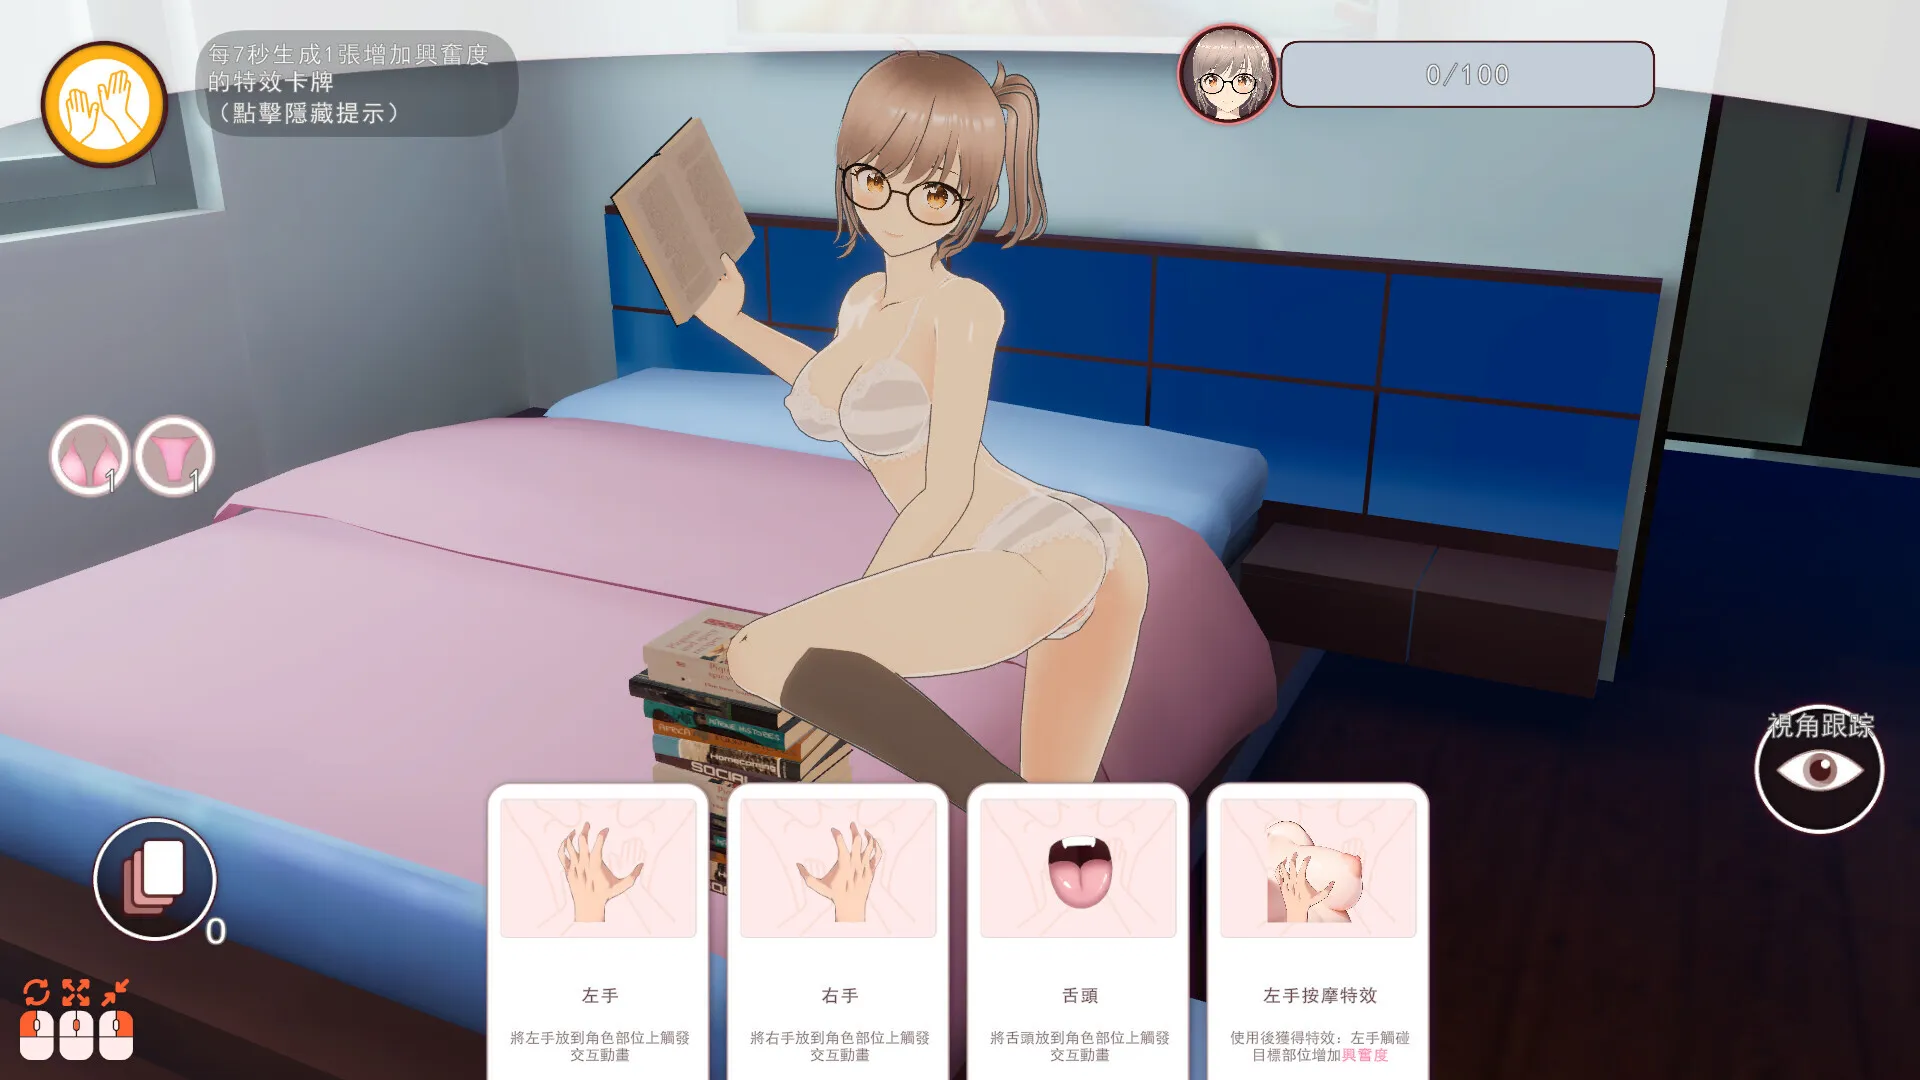 每7秒生成1張增加興奮度
的特效卡牌
（點擊隱藏提示）
0/100
1
1
視角跟踪
AFRICA
Homecoming
SOCIAL
0
左手
將左手放到角色部位上觸發
交互動畫
右手
將右手放到角色部位上觸發
交互動畫
舌頭
將舌頭放到角色部位上觸發
交互動畫
左手按摩特效
使用後獲得特效：左手觸碰
目標部位增加興奮度